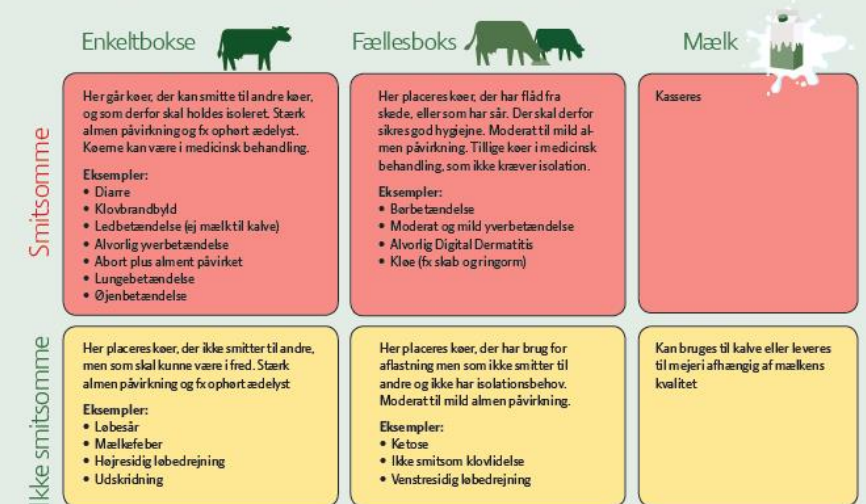 Enkeltbokse
Fællesboks
Mælk
Smitsomme
Her går køer, der kan smitte til andre køer,
og som derfor skal holdes isoleret. Stærk
almen påvirkning og fx ophørt ædelyst.
Køerne kan være i medicinsk behandling.
Eksempler:
• Diarre
• Klovbrandbyld
• Ledbetændelse (ej mælk til kalve)
• Alvorlig yverbetændelse
• Abort plus alment påvirket
• Lungebetændelse
• Øjenbetændelse
Her placeres køer, der har flåd fra
skede, eller som har sår. Der skal derfor
sikres god hygiejne. Moderat til mild al-
men påvirkning. Tillige køer i medicinsk
behandling, som ikke kræver isolation.
Eksempler:
• Børbetændelse
• Moderat og mild yverbetændelse
• Alvorlig Digital Dermatitis
• Kløe (fx skab og ringorm)
Kasseres
Ikke smitsomme
Her placeres køer, der ikke smitter til andre,
men som skal kunne være i fred. Stærk
almen påvirkning og fx ophørt ædelyst
Eksempler:
• Løbesår
• Mælkefeber
• Højresidig løbedrejning
• Udskridning
Her placeres køer, der har brug for
aflastning men som ikke smitter til
andre og ikke har isolationsbehov.
Moderat til mild almen påvirkning.
Eksempler:
• Ketose
• Ikke smitsom klovlidelse
• Venstresidig løbedrejning
Kan bruges til kalve eller leveres
til mejeri afhængig af mælkens
kvalitet